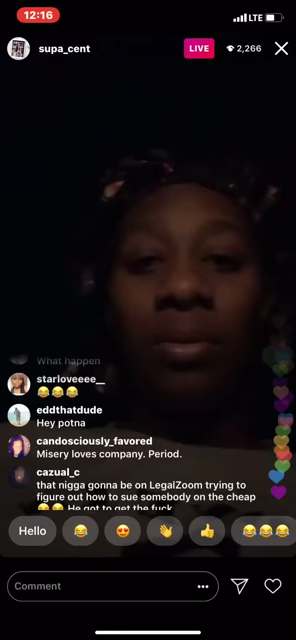 12:16
LTE
supa_cent
LIVE
2,266
What happen
starloveeee__
😂😂😂
eddthatdude
Hey potna
candosciously_favored
Misery loves company. Period.
cazual_c
that nigga gonna be on LegalZoom trying to
figure out how to sue somebody on the cheap
😂😂 He got to get the fuck
Hello
Comment